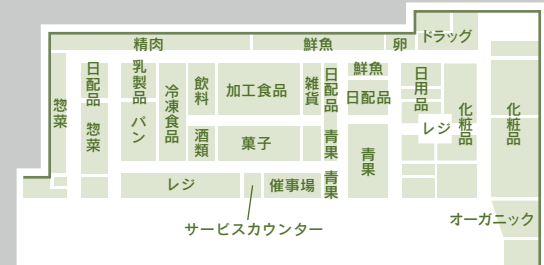 精肉
鮮魚
卵
ドラッグ
惣菜
日配品
惣菜
乳製品
パン
冷凍食品
飲料
酒類
加工食品
菓子
雑貨
日配品
青果
青果
鮮魚
日配品
青果
日用品
レジ
化粧品
化粧品
レジ
催事場
サービスカウンター
オーガニック